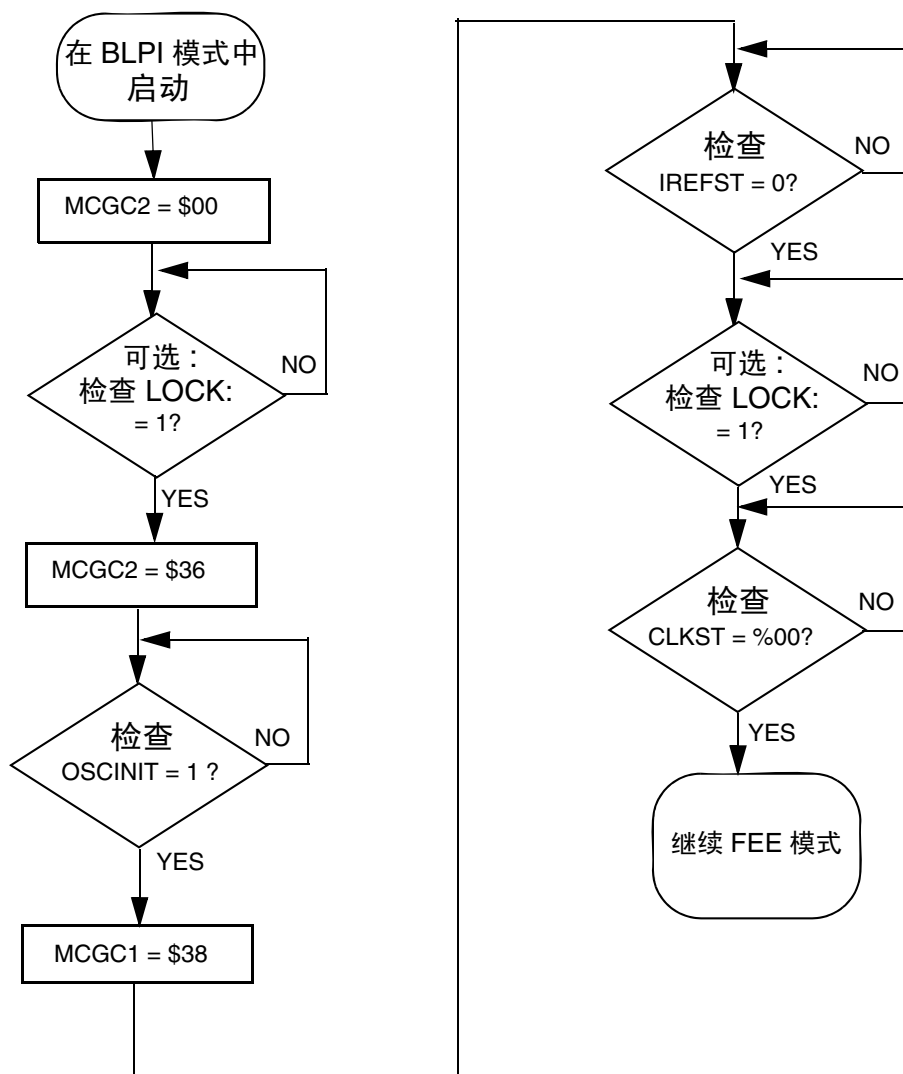 在 BLPI 模式中
启动
MCGC2 = $00
可选 :
检查 LOCK:
= 1?
NO
YES
MCGC2 = $36
检查
OSCINIT = 1 ?
NO
YES
MCGC1 = $38
检查
IREFST = 0?
NO
YES
可选 :
检查 LOCK:
= 1?
NO
YES
检查
CLKST = %00?
NO
YES
继续 FEE 模式